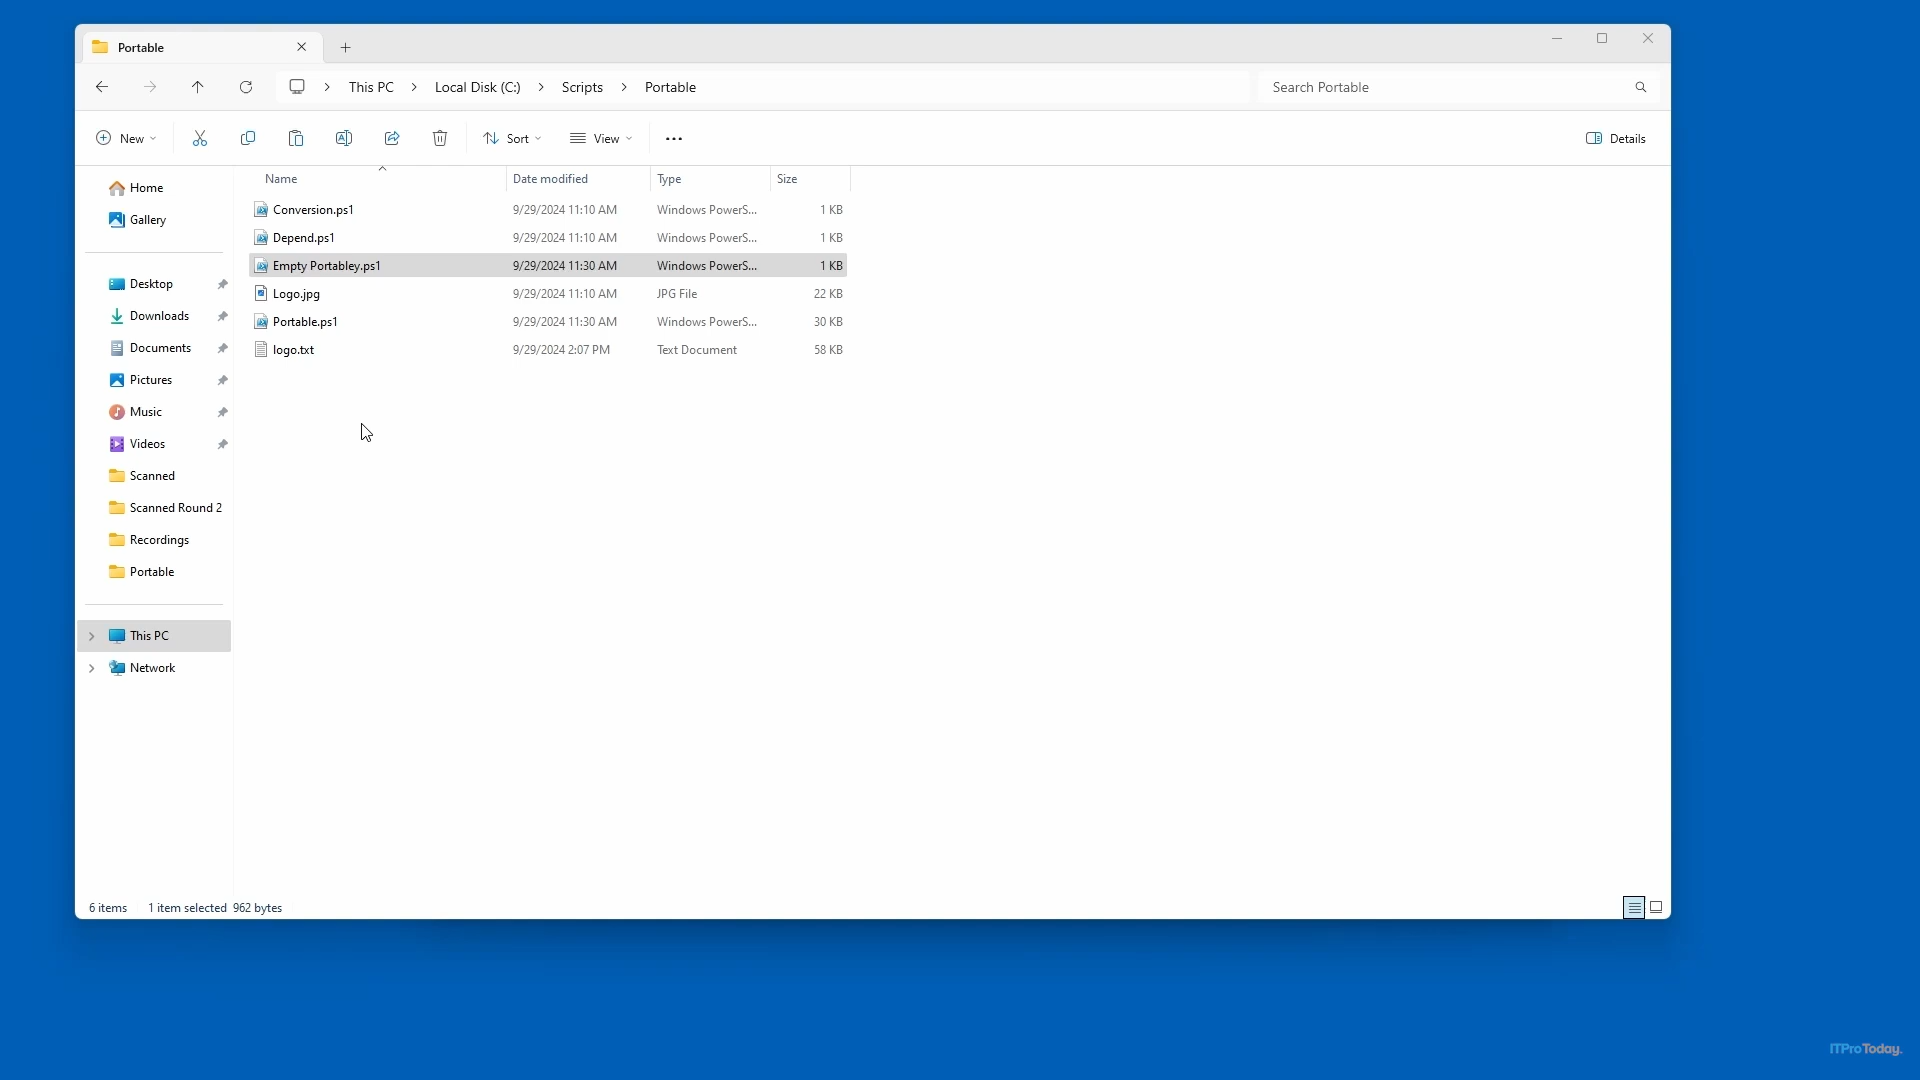 Portable
This PC > Local Disk (C:) > Scripts > Portable
Search Portable
New
Sort
View
Details
Home
Gallery
Desktop
Downloads
Documents
Pictures
Music
Videos
Scanned
Scanned Round 2
Recordings
Portable
This PC
Network
Name Date modified Type Size
Conversion.ps1 9/29/2024 11:10 AM Windows PowerS... 1 KB
Depend.ps1 9/29/2024 11:10 AM Windows PowerS... 1 KB
Empty Portabley.ps1 9/29/2024 11:30 AM Windows PowerS... 1 KB
Logo.jpg 9/29/2024 11:10 AM JPG File 22 KB
Portable.ps1 9/29/2024 11:30 AM Windows PowerS... 30 KB
logo.txt 9/29/2024 2:07 PM Text Document 58 KB
6 items 1 item selected 962 bytes
ITProToday.